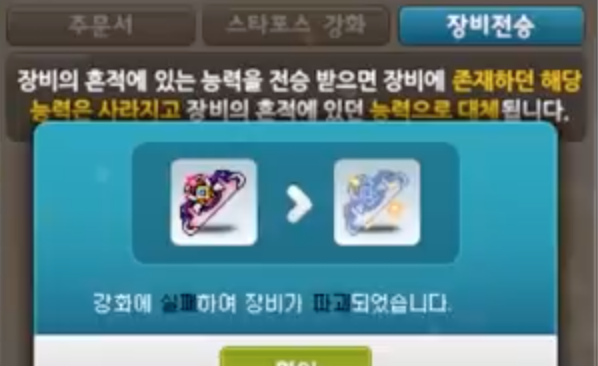 주문서
스타포스 강화
장비전승
장비의 흔적에 있는 능력을 전승 받으면 장비에 존재하던 해당
능력은 사라지고 장비의 흔적에 있던 능력으로 대체됩니다.
강화에 실패하여 장비가 파괴되었습니다.